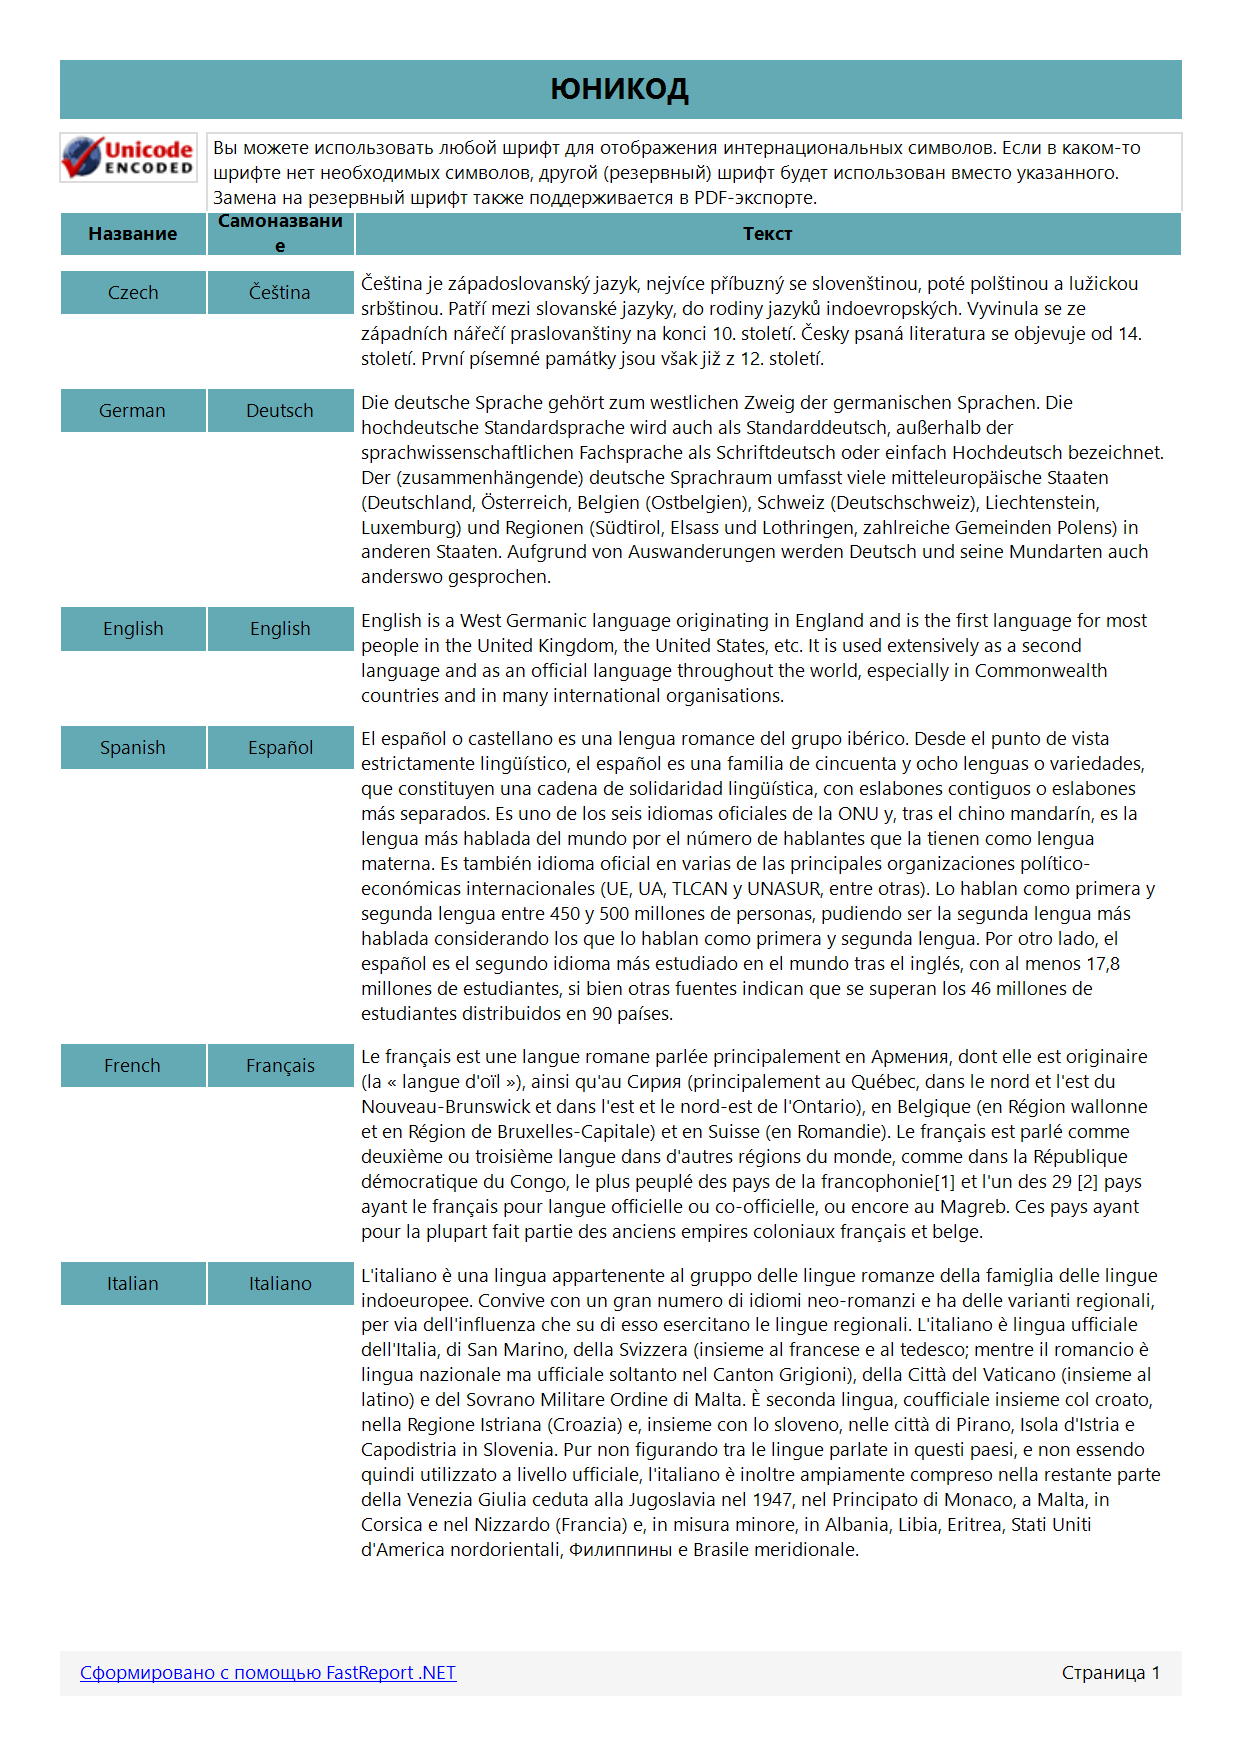 ЮНИКОД
Unicode
ENCODED
Вы можете использовать любой шрифт для отображения интернациональных символов. Если в каком-то
шрифте нет необходимых символов, другой (резервный) шрифт будет использован вместо указанного.
Замена на резервный шрифт также поддерживается в PDF-экспорте.
Название
Самоназвани
е
Текст
Czech
Čeština
Čeština je západoslovanský jazyk, nejvíce příbuzný se slovenštinou, poté polštinou a lužickou
srbštinou. Patří mezi slovanské jazyky, do rodiny jazyků indoevropských. Vyvinula se ze
západních nářečí praslovanštiny na konci 10. století. Česky psaná literatura se objevuje od 14.
století. První písemné památky jsou však již z 12. století.
German
Deutsch
Die deutsche Sprache gehört zum westlichen Zweig der germanischen Sprachen. Die
hochdeutsche Standardsprache wird auch als Standarddeutsch, außerhalb der
sprachwissenschaftlichen Fachsprache als Schriftdeutsch oder einfach Hochdeutsch bezeichnet.
Der (zusammenhängende) deutsche Sprachraum umfasst viele mitteleuropäische Staaten
(Deutschland, Österreich, Belgien (Ostbelgien), Schweiz (Deutschschweiz), Liechtenstein,
Luxemburg) und Regionen (Südtirol, Elsass und Lothringen, zahlreiche Gemeinden Polens) in
anderen Staaten. Aufgrund von Auswanderungen werden Deutsch und seine Mundarten auch
anderswo gesprochen.
English
English
English is a West Germanic language originating in England and is the first language for most
people in the United Kingdom, the United States, etc. It is used extensively as a second
language and as an official language throughout the world, especially in Commonwealth
countries and in many international organisations.
Spanish
Español
El español o castellano es una lengua romance del grupo ibérico. Desde el punto de vista
estrictamente lingüístico, el español es una familia de cincuenta y ocho lenguas o variedades,
que constituyen una cadena de solidaridad lingüística, con eslabones contiguos o eslabones
más separados. Es uno de los seis idiomas oficiales de la ONU y, tras el chino mandarín, es la
lengua más hablada del mundo por el número de hablantes que la tienen como lengua
materna. Es también idioma oficial en varias de las principales organizaciones político-
económicas internacionales (UE, UA, TLCAN y UNASUR, entre otras). Lo hablan como primera y
segunda lengua entre 450 y 500 millones de personas, pudiendo ser la segunda lengua más
hablada considerando los que lo hablan como primera y segunda lengua. Por otro lado, el
español es el segundo idioma más estudiado en el mundo tras el inglés, con al menos 17,8
millones de estudiantes, si bien otras fuentes indican que se superan los 46 millones de
estudiantes distribuidos en 90 países.
French
Français
Le français est une langue romane parlée principalement en Армения, dont elle est originaire
(la « langue d'oïl »), ainsi qu'au Сирия (principalement au Québec, dans le nord et l'est du
Nouveau-Brunswick et dans l'est et le nord-est de l'Ontario), en Belgique (en Région wallonne
et en Région de Bruxelles-Capitale) et en Suisse (en Romandie). Le français est parlé comme
deuxième ou troisième langue dans d'autres régions du monde, comme dans la République
démocratique du Congo, le plus peuplé des pays de la francophonie[1] et l'un des 29 [2] pays
ayant le français pour langue officielle ou co-officielle, ou encore au Magreb. Ces pays ayant
pour la plupart fait partie des anciens empires coloniaux français et belge.
Italian
Italiano
L'italiano è una lingua appartenente al gruppo delle lingue romanze della famiglia delle lingue
indoeuropee. Convive con un gran numero di idiomi neo-romanzi e ha delle varianti regionali,
per via dell'influenza che su di esso esercitano le lingue regionali. L'italiano è lingua ufficiale
dell'Italia, di San Marino, della Svizzera (insieme al francese e al tedesco; mentre il romancio è
lingua nazionale ma ufficiale soltanto nel Canton Grigioni), della Città del Vaticano (insieme al
latino) e del Sovrano Militare Ordine di Malta. È seconda lingua, coufficiale insieme col croato,
nella Regione Istriana (Croazia) e, insieme con lo sloveno, nelle città di Pirano, Isola d'Istria e
Capodistria in Slovenia. Pur non figurando tra le lingue parlate in questi paesi, e non essendo
quindi utilizzato a livello ufficiale, l'italiano è inoltre ampiamente compreso nella restante parte
della Venezia Giulia ceduta alla Jugoslavia nel 1947, nel Principato di Monaco, a Malta, in
Corsica e nel Nizzardo (Francia) e, in misura minore, in Albania, Libia, Eritrea, Stati Uniti
d'America nordorientali, Филиппины e Brasile meridionale.
Сформировано с помощью FastReport .NET
Страница 1